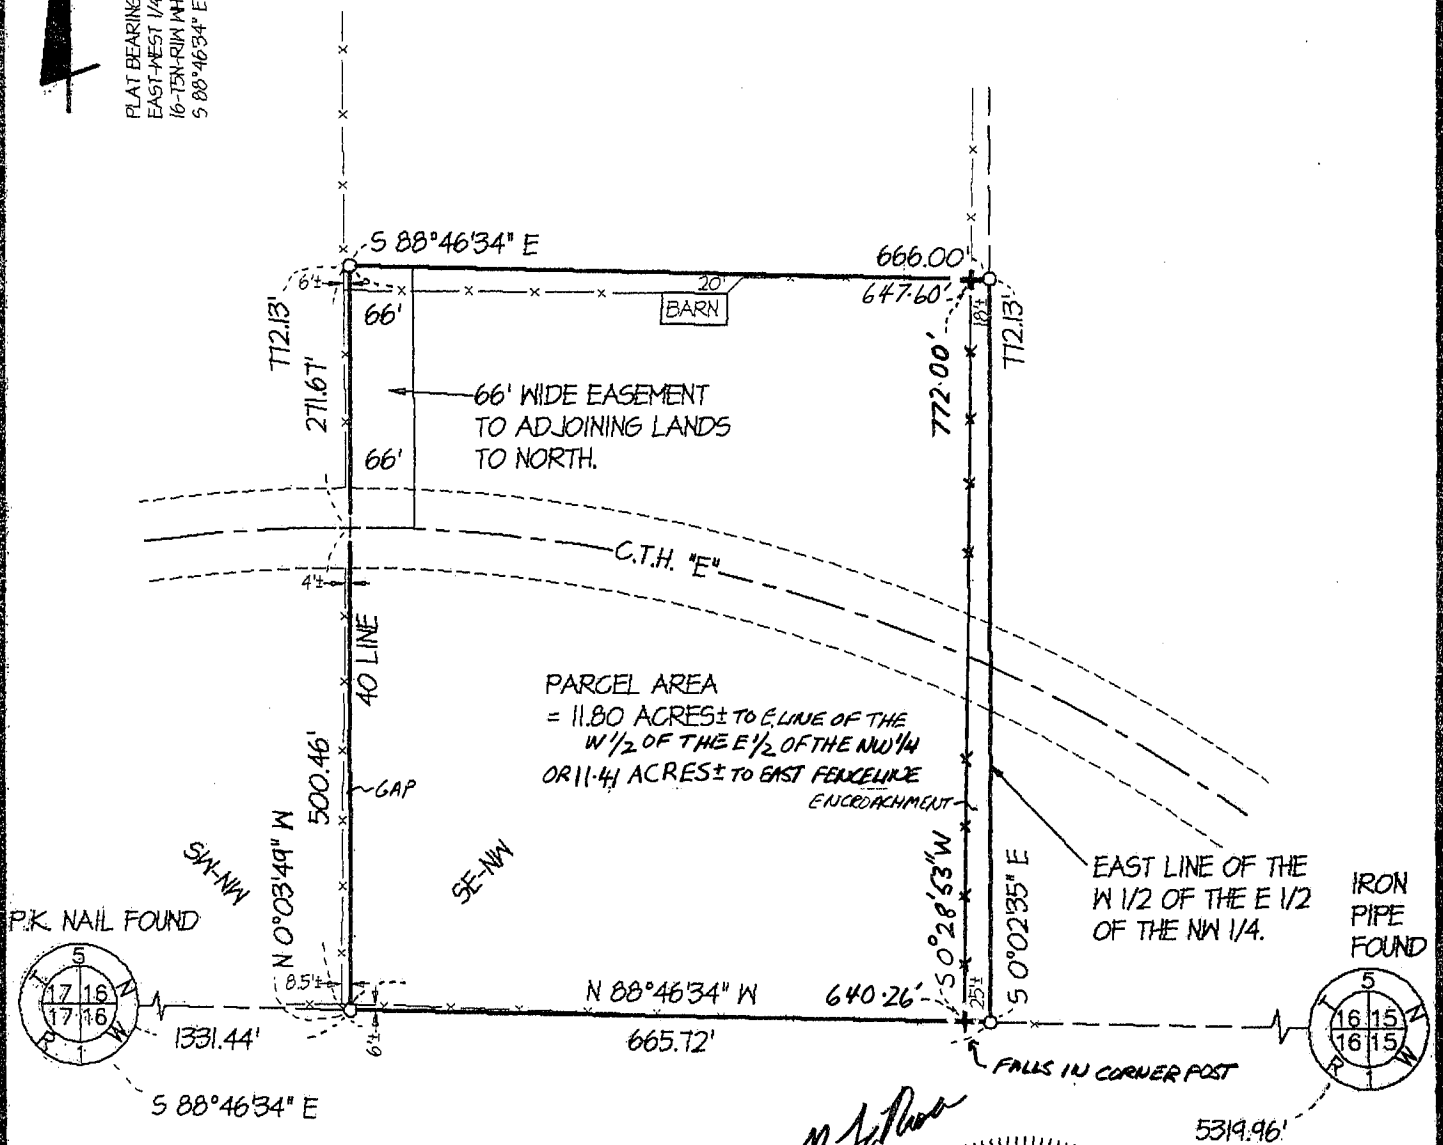 PLAT BEARING
EAST-WEST 1/4
16-T5N-R1W WH
S 88°46'34" E
S 88°46'34" E
666.00'
647.60'
6'±
66'
20'
BARN
18'±
772.13'
772.13'
271.67'
772.00'
66' WIDE EASEMENT
TO ADJOINING LANDS
TO NORTH.
66'
C.T.H. "E"
4'±
40 LINE
PARCEL AREA
= 11.80 ACRES± TO E. LINE OF THE
W 1/2 OF THE E 1/2 OF THE NW 1/4
OR 11.41 ACRES± TO EAST FENCELINE
ENCROACHMENT
GAP
500.46'
N 0°03'49" W
SW-NW
SE-NW
S 0°28'53" W
S 0°02'35" E
EAST LINE OF THE
W 1/2 OF THE E 1/2
OF THE NW 1/4.
IRON
PIPE
FOUND
P.K. NAIL FOUND
5
T N
17 16
17 16
R W
1
8.5'±
6'±
N 88°46'34" W
640.26'
25'±
5
T N
16 15
16 15
R W
1
1331.44'
665.72'
FALLS IN CORNER POST
S 88°46'34" E
5319.96'